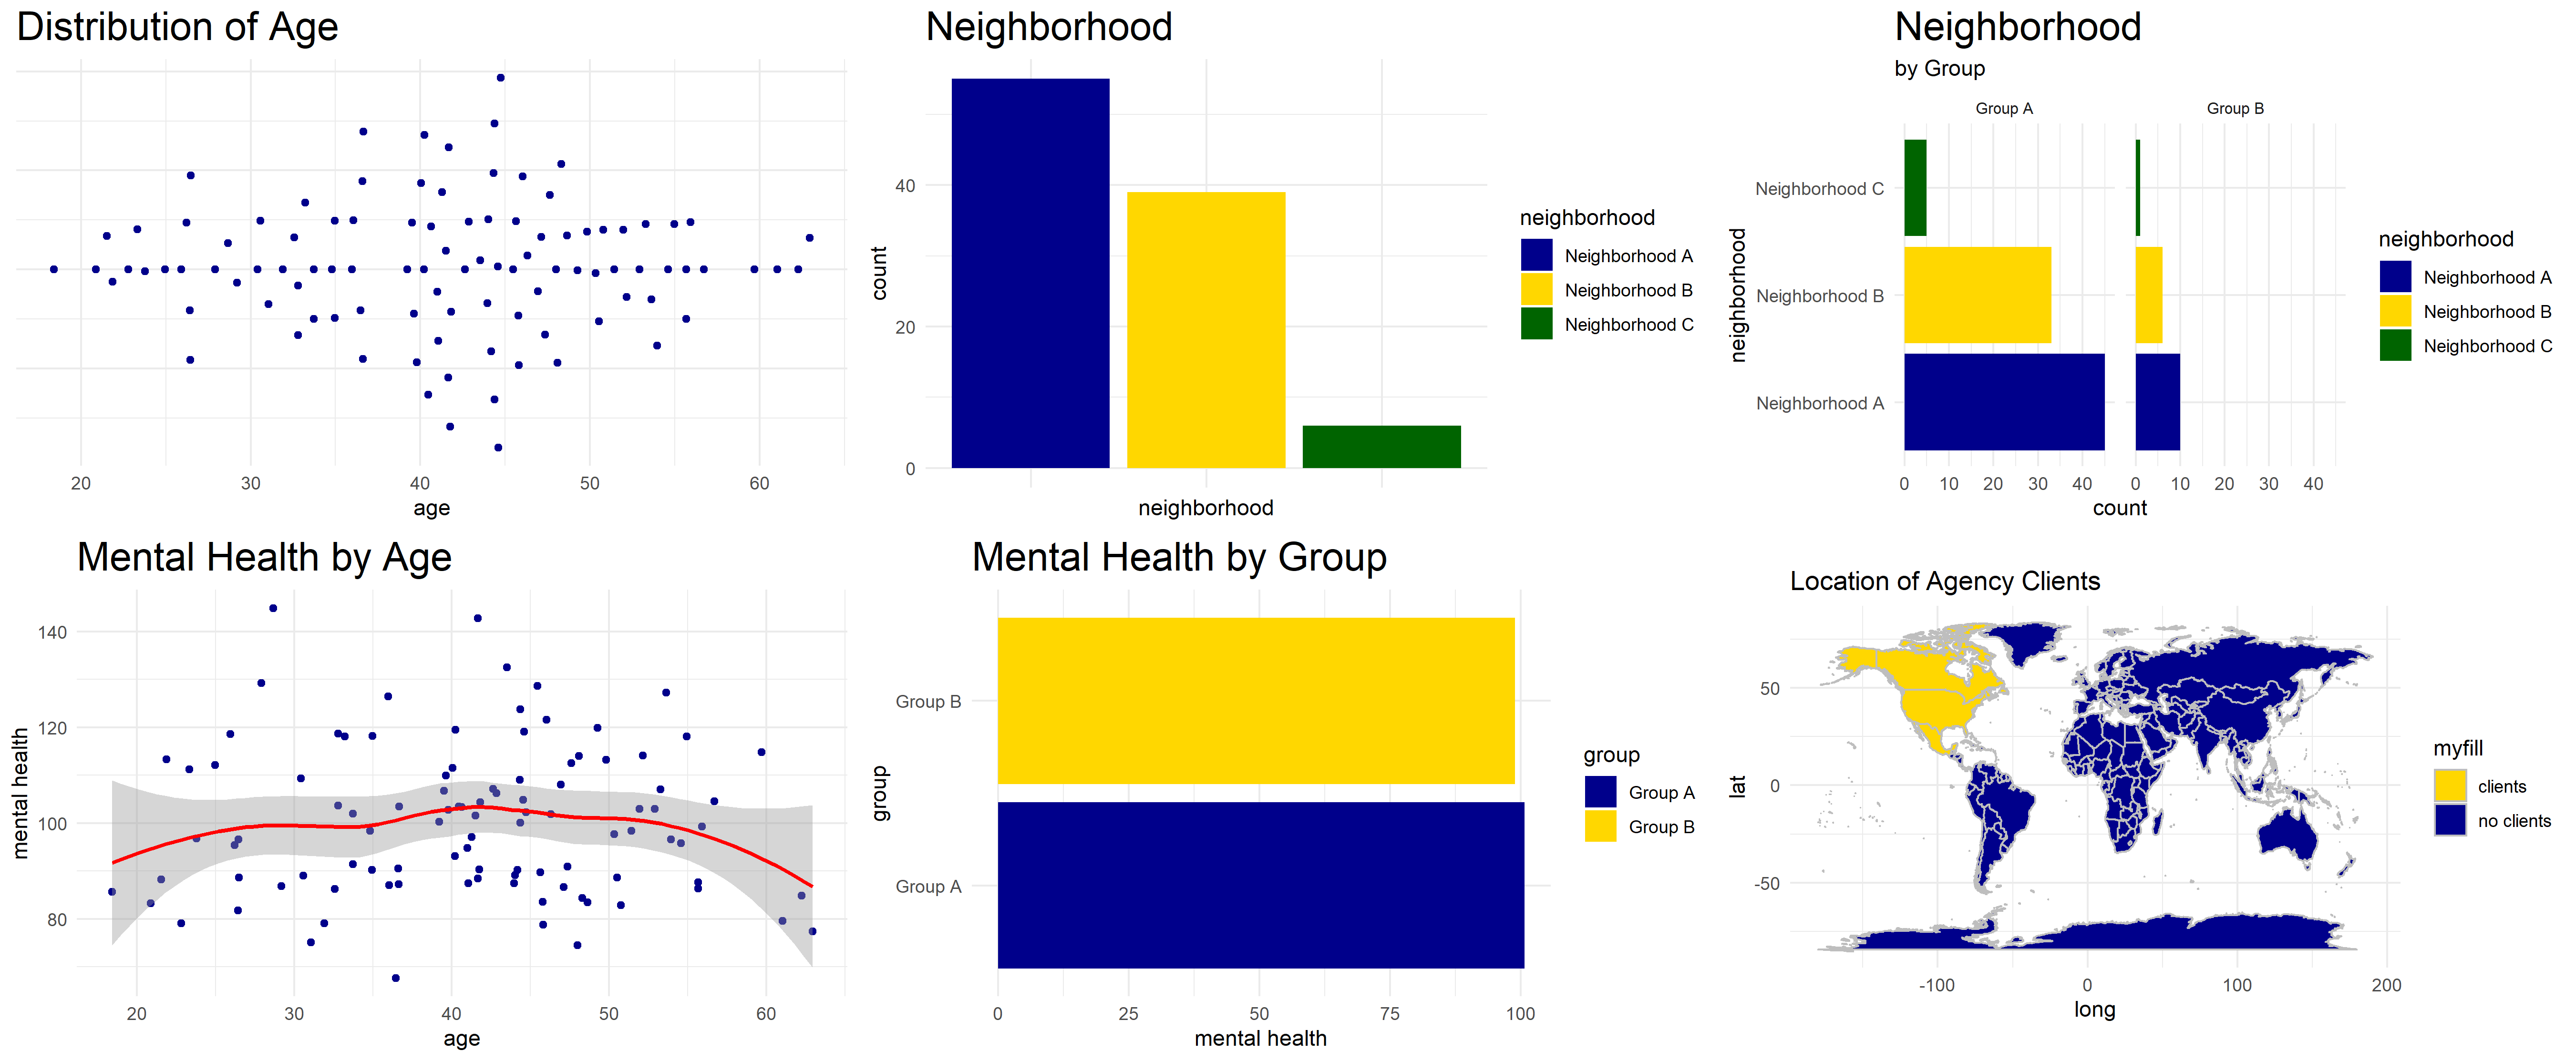 Distribution of Age
20 30 40 50 60
age
Neighborhood
40
20
0
count
neighborhood
neighborhood
Neighborhood A
Neighborhood B
Neighborhood C
Neighborhood
by Group
Group A Group B
Neighborhood C
Neighborhood B
Neighborhood A
neighborhood
0 10 20 30 40 0 10 20 30 40
count
neighborhood
Neighborhood A
Neighborhood B
Neighborhood C
Mental Health by Age
140
120
100
80
mental health
20 30 40 50 60
age
Mental Health by Group
Group B
Group A
group
0 25 50 75 100
mental health
group
Group A
Group B
Location of Agency Clients
50
0
-50
lat
-100 0 100 200
long
myfill
clients
no clients